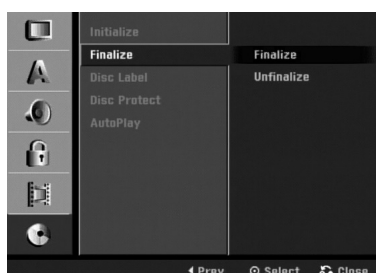 Initialize
Finalize
Disc Label
Disc Protect
AutoPlay
Finalize
Unfinalize
Prev Select Close